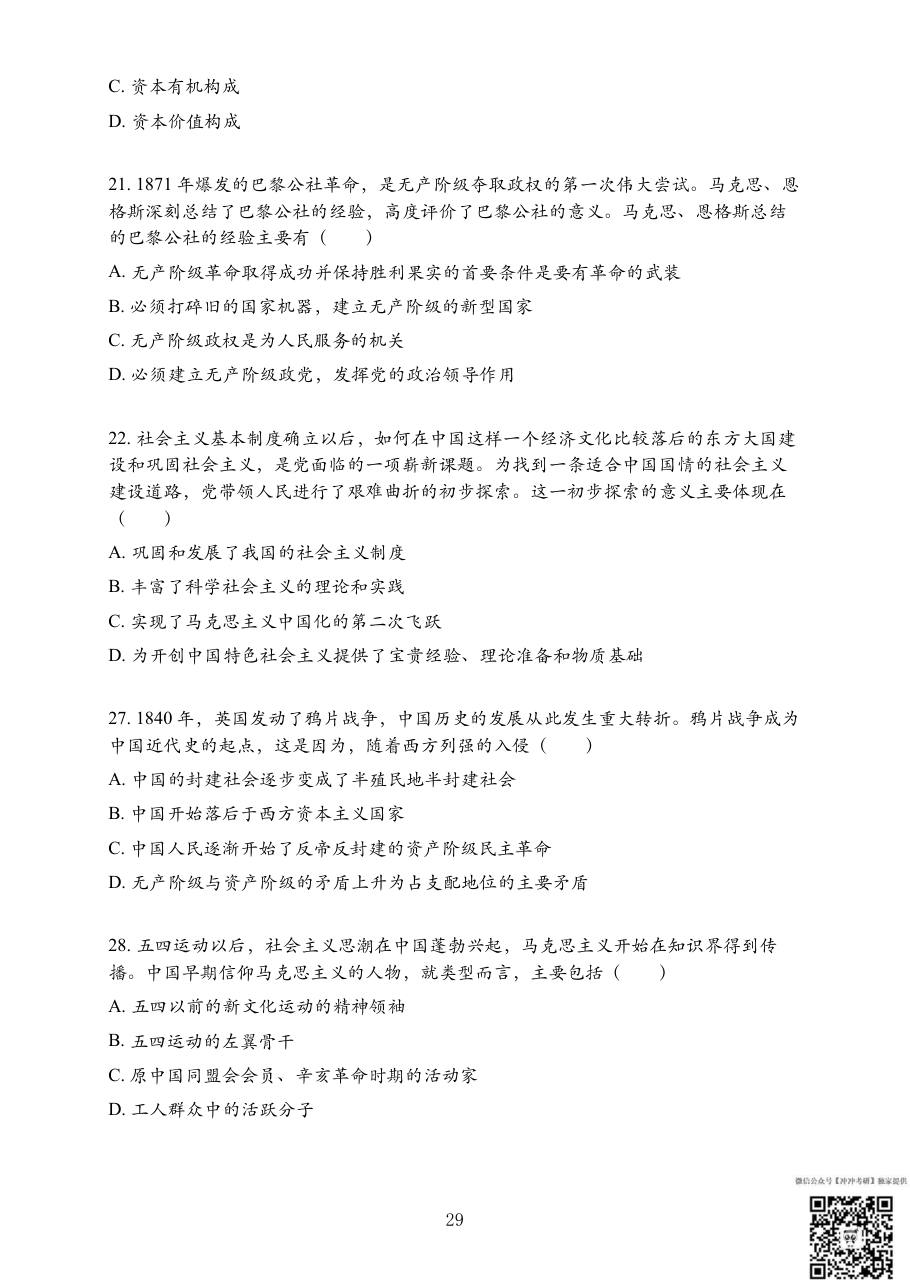 C. 资本有机构成
D. 资本价值构成
21. 1871 年爆发的巴黎公社革命，是无产阶级夺取政权的第一次伟大尝试。马克思、恩
格斯深刻总结了巴黎公社的经验，高度评价了巴黎公社的意义。马克思、恩格斯总结
的巴黎公社的经验主要有（　　）
A. 无产阶级革命取得成功并保持胜利果实的首要条件是要有革命的武装
B. 必须打碎旧的国家机器，建立无产阶级的新型国家
C. 无产阶级政权是为人民服务的机关
D. 必须建立无产阶级政党，发挥党的政治领导作用
22. 社会主义基本制度确立以后，如何在中国这样一个经济文化比较落后的东方大国建
设和巩固社会主义，是党面临的一项崭新课题。为找到一条适合中国国情的社会主义
建设道路，党带领人民进行了艰难曲折的初步探索。这一初步探索的意义主要体现在
（　　）
A. 巩固和发展了我国的社会主义制度
B. 丰富了科学社会主义的理论和实践
C. 实现了马克思主义中国化的第二次飞跃
D. 为开创中国特色社会主义提供了宝贵经验、理论准备和物质基础
27. 1840 年，英国发动了鸦片战争，中国历史的发展从此发生重大转折。鸦片战争成为
中国近代史的起点，这是因为，随着西方列强的入侵（　　）
A. 中国的封建社会逐步变成了半殖民地半封建社会
B. 中国开始落后于西方资本主义国家
C. 中国人民逐渐开始了反帝反封建的资产阶级民主革命
D. 无产阶级与资产阶级的矛盾上升为占支配地位的主要矛盾
28. 五四运动以后，社会主义思潮在中国蓬勃兴起，马克思主义开始在知识界得到传
播。中国早期信仰马克思主义的人物，就类型而言，主要包括（　　）
A. 五四以前的新文化运动的精神领袖
B. 五四运动的左翼骨干
C. 原中国同盟会会员、辛亥革命时期的活动家
D. 工人群众中的活跃分子
微信公众号【冲冲考研】独家提供
29